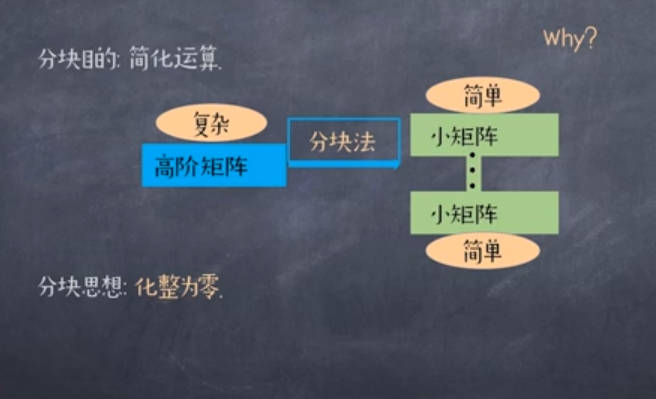 Why?
分块目的: 简化运算.
简单
复杂
分块法
小矩阵
高阶矩阵
小矩阵
简单
分块思想: 化整为零.